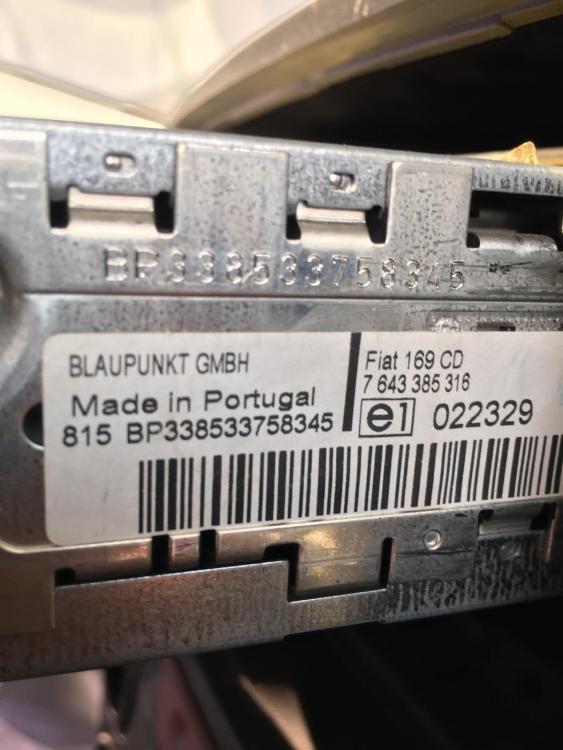 BP338533758345
BLAUPUNKT GMBH
Made in Portugal
815 BP338533758345
Fiat 169 CD
7 643 385 316
e1 022329